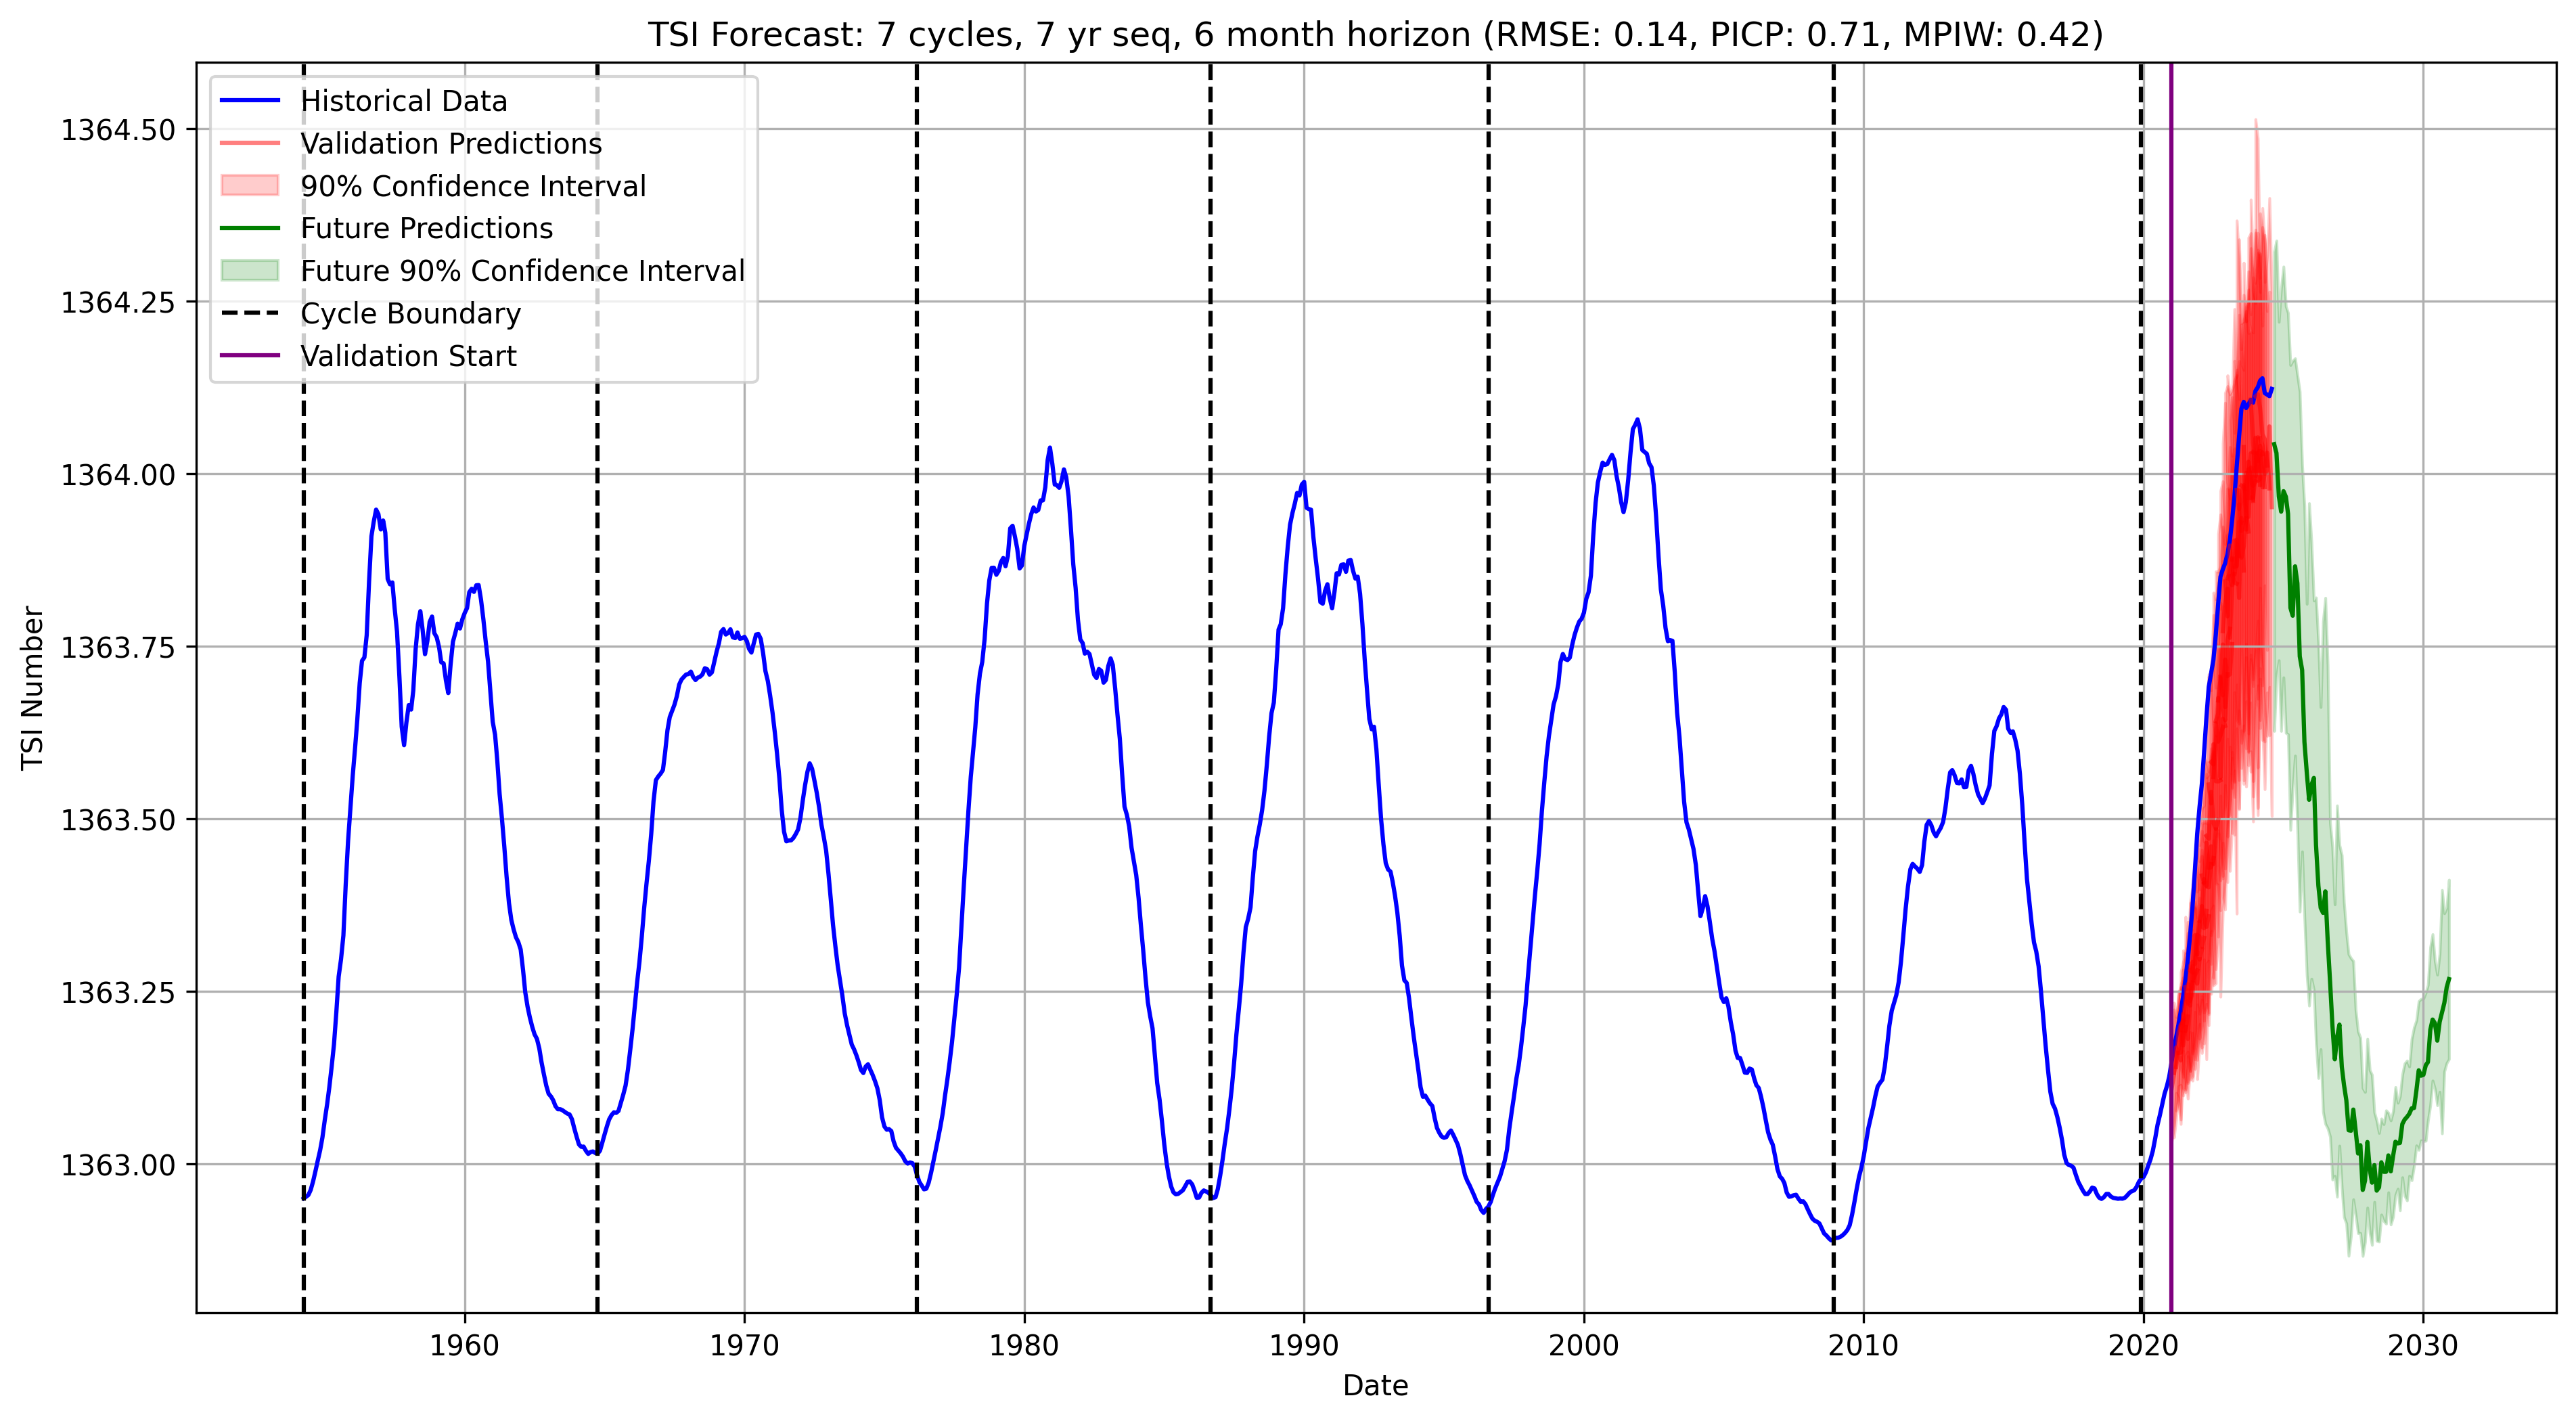 TSI Forecast: 7 cycles, 7 yr seq, 6 month horizon (RMSE: 0.14, PICP: 0.71, MPIW: 0.42)
Historical Data
Validation Predictions
90% Confidence Interval
Future Predictions
Future 90% Confidence Interval
Cycle Boundary
Validation Start
TSI Number
1364.50
1364.25
1364.00
1363.75
1363.50
1363.25
1363.00
1960 1970 1980 1990 2000 2010 2020 2030
Date